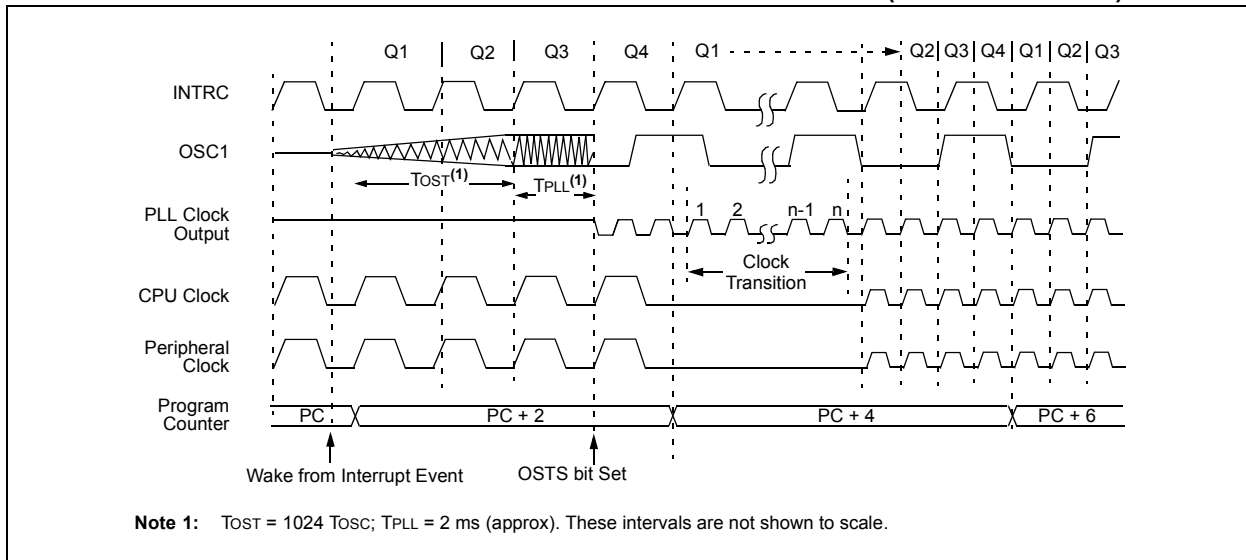 Q1 Q2 Q3 Q4 Q1 Q2 Q3 Q4 Q1 Q2 Q3
INTRC
OSC1
TOST(1) TPLL(1)
PLL Clock
Output
1 2 n-1 n
Clock
Transition
CPU Clock
Peripheral
Clock
Program
Counter
PC PC + 2 PC + 4 PC + 6
Wake from Interrupt Event OSTS bit Set
Note 1: TOST = 1024 TOSC; TPLL = 2 ms (approx). These intervals are not shown to scale.